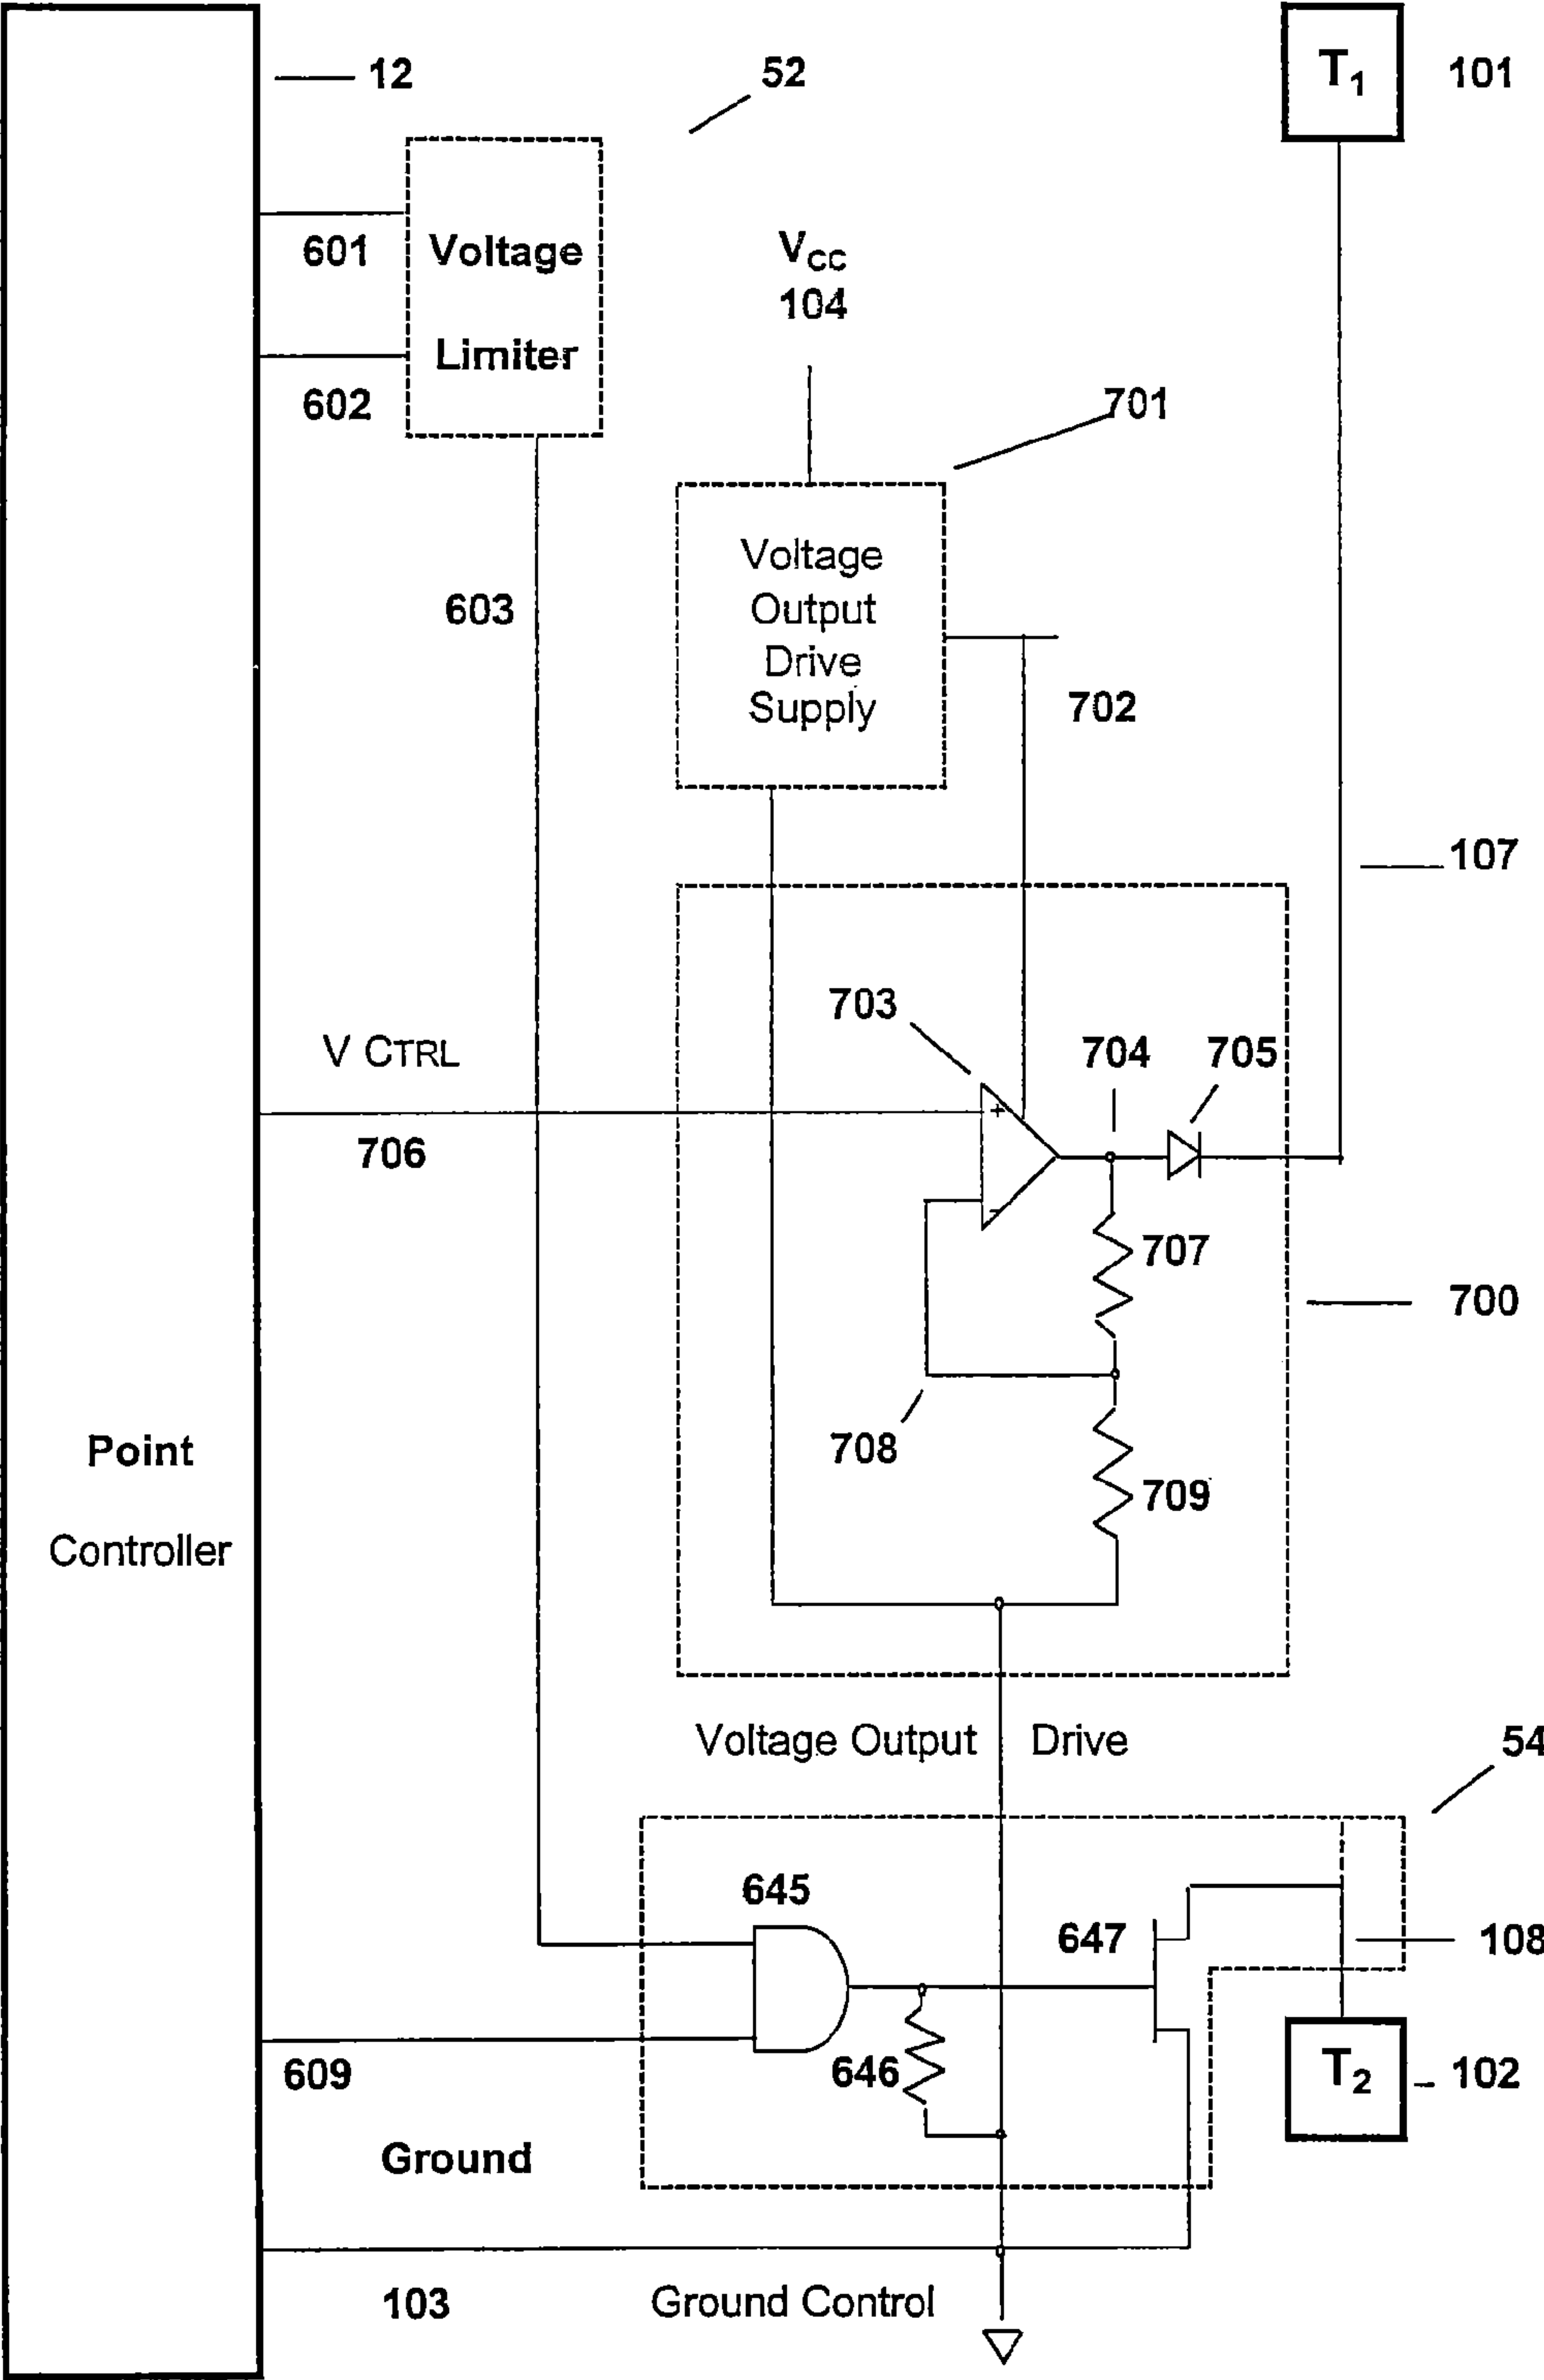 T1
101
12
52
601
Voltage
Limiter
602
VCC
104
701
Voltage
Output
Drive
Supply
603
702
107
703
V CTRL
704
705
706
707
700
708
Point
709
Controller
Voltage Output Drive
54
645
647
108
609
646
T2
102
Ground
103
Ground Control
+
-